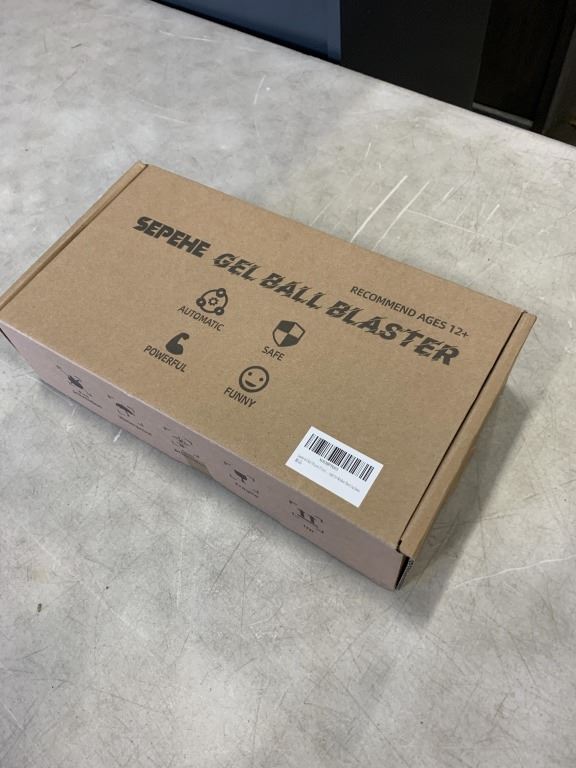 SEPEHE GEL BALL BLASTER
RECOMMEND AGES 12+
AUTOMATIC
SAFE
POWERFUL
FUNNY